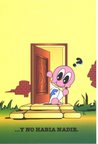 ...Y NO HABIA NADIE.